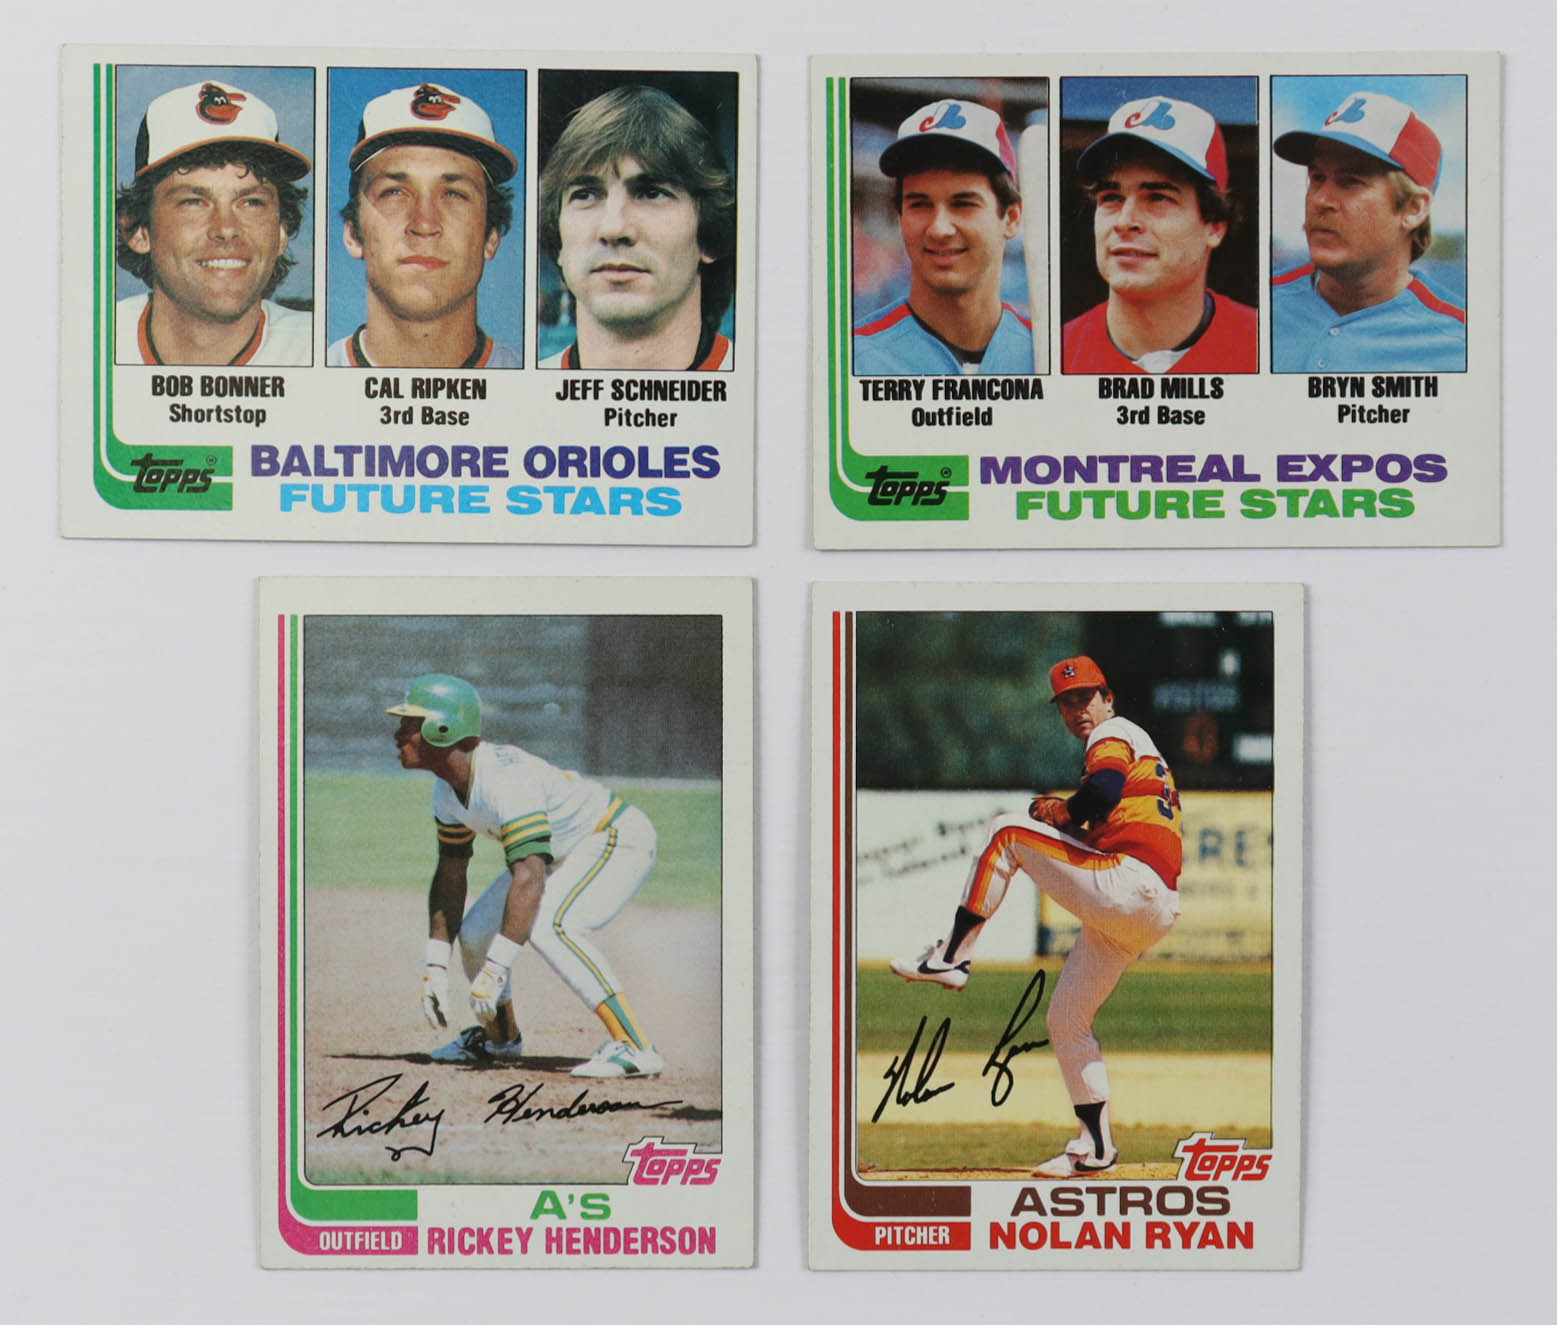 BOB BONNER
Shortstop
CAL RIPKEN
3rd Base
JEFF SCHNEIDER
Pitcher
topps®
BALTIMORE ORIOLES
FUTURE STARS
TERRY FRANCONA
Outfield
BRAD MILLS
3rd Base
BRYN SMITH
Pitcher
topps®
MONTREAL EXPOS
FUTURE STARS
Rickey Henderson
topps
A'S
OUTFIELD RICKEY HENDERSON
Nolan Ryan
topps
ASTROS
PITCHER NOLAN RYAN